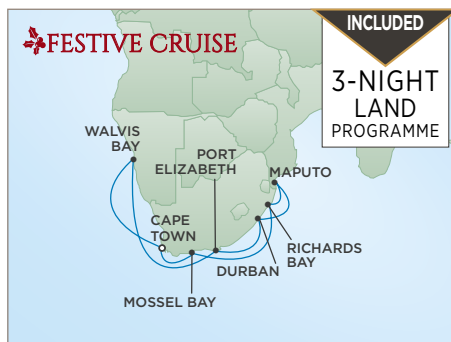 FESTIVE CRUISE
INCLUDED
3-NIGHT
LAND
PROGRAMME
WALVIS
BAY
PORT
ELIZABETH
MAPUTO
CAPE
TOWN
RICHARDS
BAY
DURBAN
MOSSEL BAY